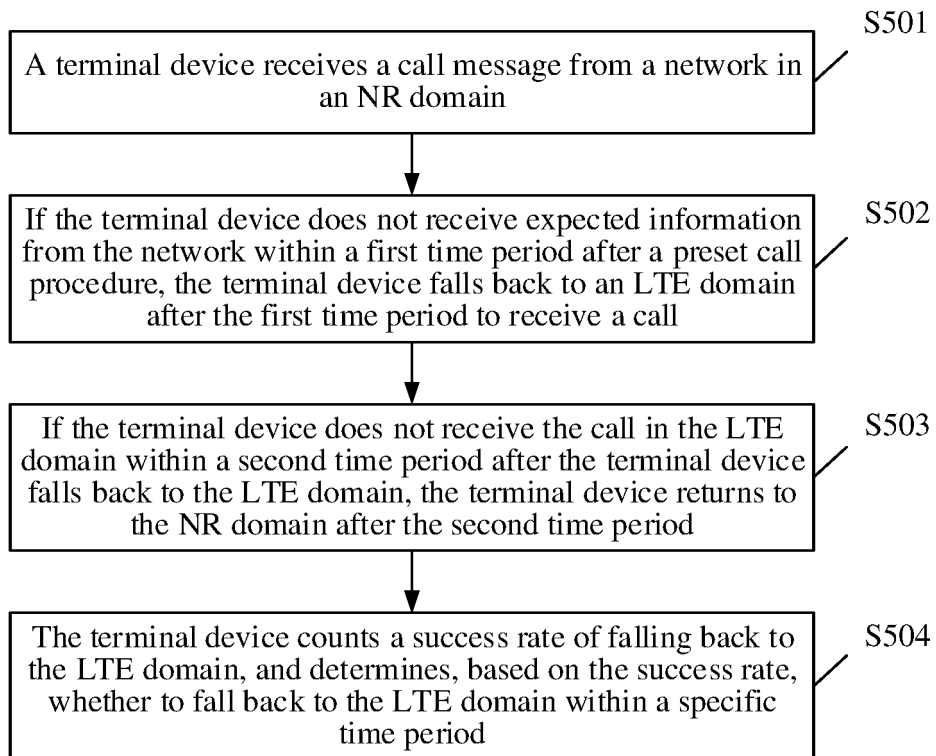 S501
A terminal device receives a call message from a network in
an NR domain
S502
If the terminal device does not receive expected information
from the network within a first time period after a preset call
procedure, the terminal device falls back to an LTE domain
after the first time period to receive a call
S503
If the terminal device does not receive the call in the LTE
domain within a second time period after the terminal device
falls back to the LTE domain, the terminal device returns to
the NR domain after the second time period
S504
The terminal device counts a success rate of falling back to
the LTE domain, and determines, based on the success rate,
whether to fall back to the LTE domain within a specific
time period